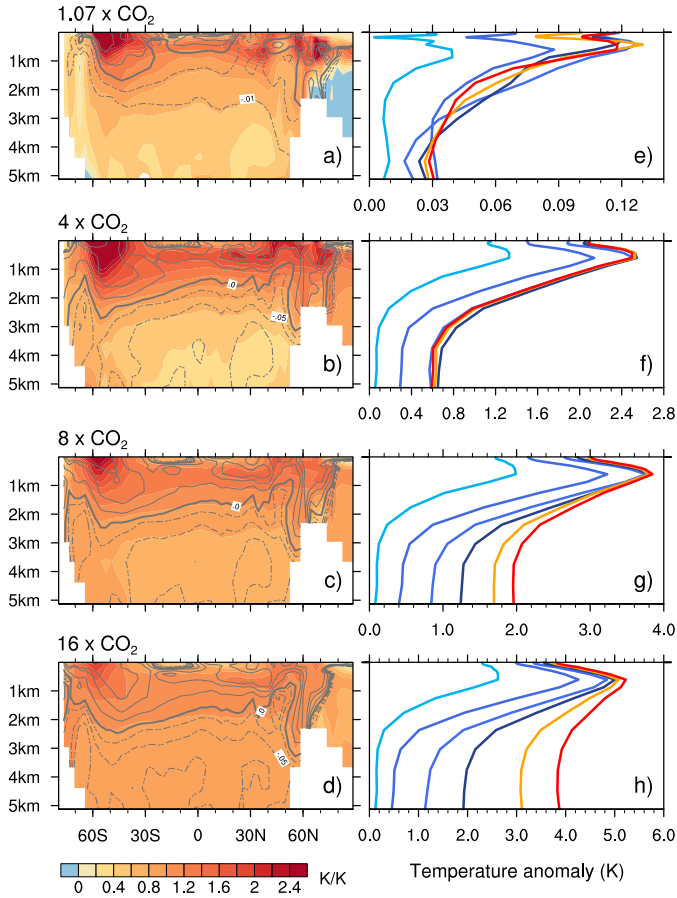 1.07 x CO2
1km
2km
3km
4km
5km
-.01
a)
e)
0.00 0.03 0.06 0.09 0.12
4 x CO2
1km
2km
3km
4km
5km
.0
-.05
b)
f)
0.0 0.4 0.8 1.2 1.6 2.0 2.4 2.8
8 x CO2
1km
2km
3km
4km
5km
.0
c)
g)
0.0 1.0 2.0 3.0 4.0
16 x CO2
1km
2km
3km
4km
5km
.0
-.05
d)
h)
60S 30S 0 30N 60N
0.0 1.0 2.0 3.0 4.0 5.0 6.0
0 0.4 0.8 1.2 1.6 2 2.4
K/K
Temperature anomaly (K)